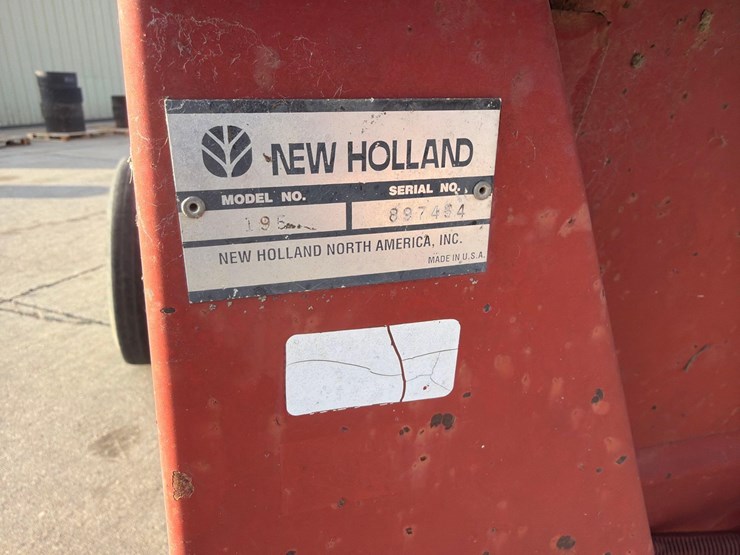 NEW HOLLAND
MODEL NO. SERIAL NO.
195 897464
NEW HOLLAND NORTH AMERICA, INC.
MADE IN U.S.A.